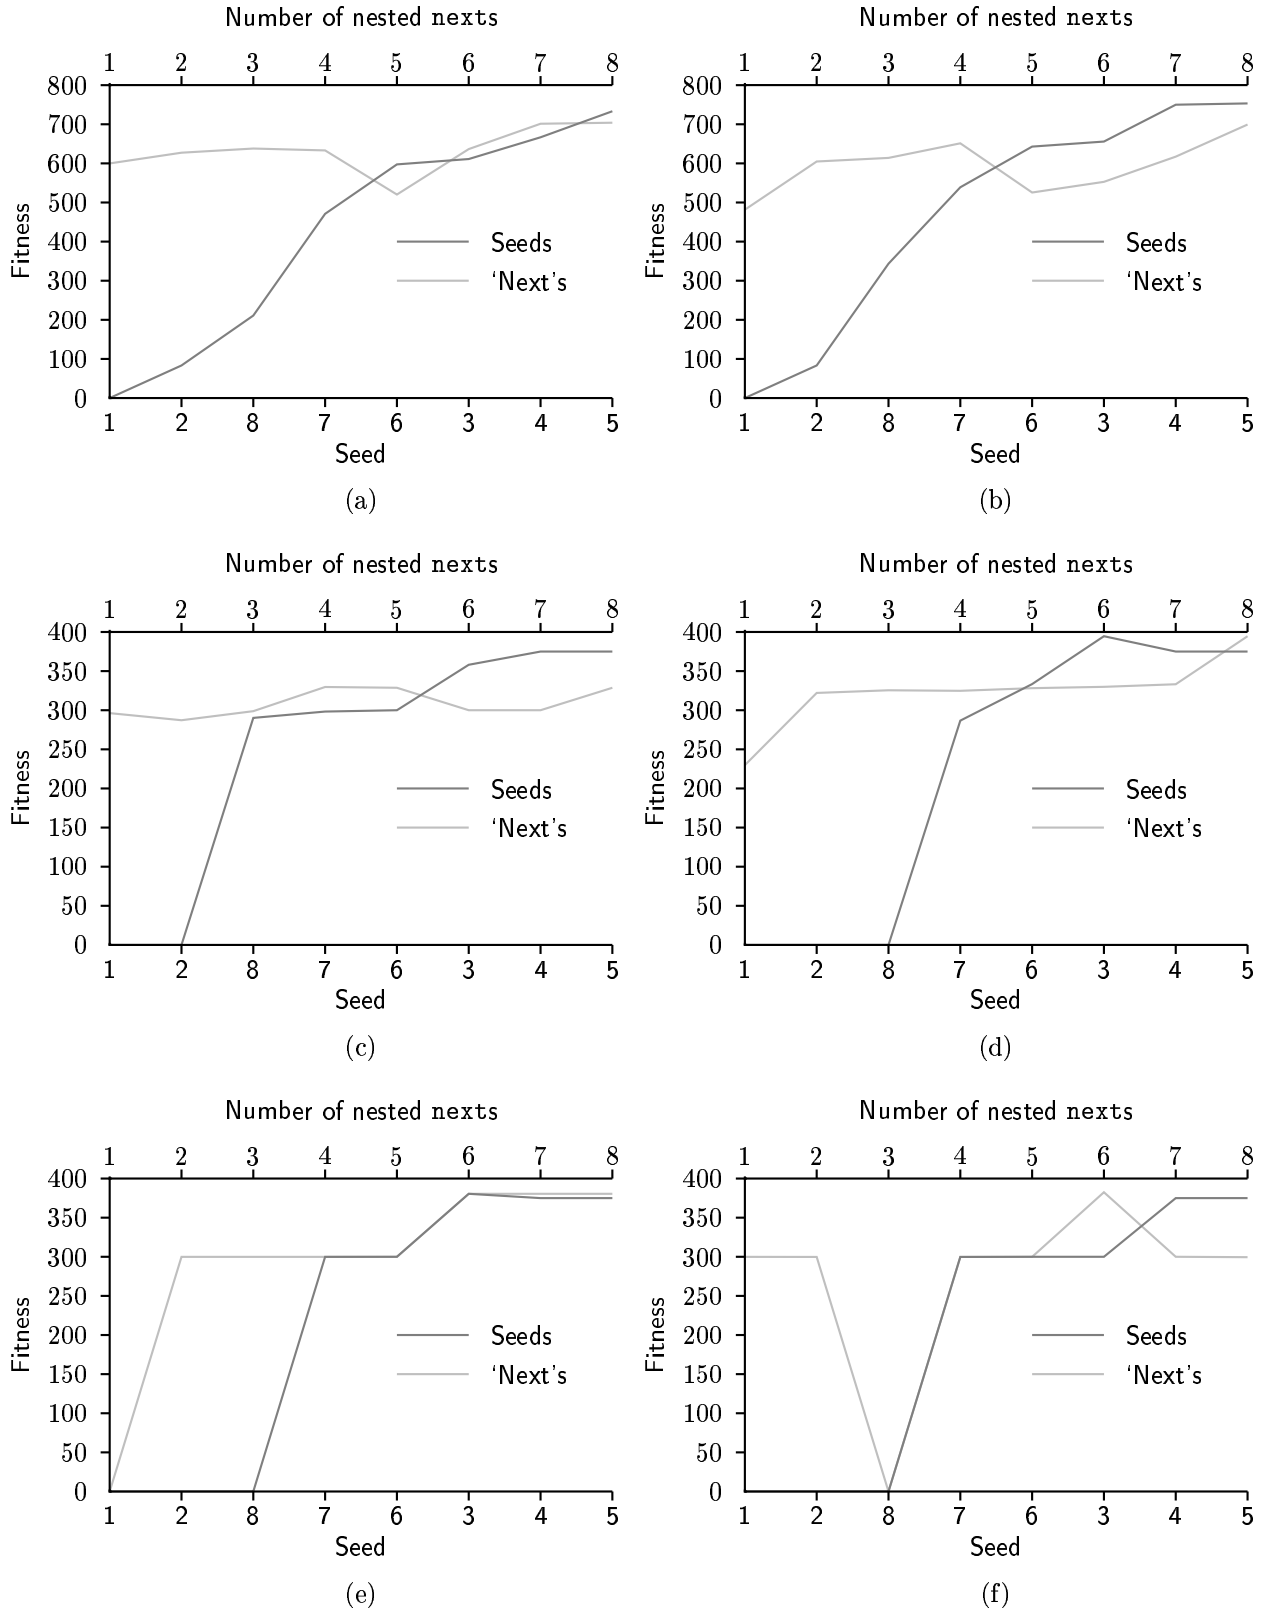 Number of nested nexts
1 2 3 4 5 6 7 8
800
700
600
500
400
300
200
100
0
Fitness
Seeds
‘Next’s
1 2 8 7 6 3 4 5
Seed
(a)
Number of nested nexts
1 2 3 4 5 6 7 8
800
700
600
500
400
300
200
100
0
Fitness
Seeds
‘Next’s
1 2 8 7 6 3 4 5
Seed
(b)
Number of nested nexts
1 2 3 4 5 6 7 8
400
350
300
250
200
150
100
50
0
Fitness
Seeds
‘Next’s
1 2 8 7 6 3 4 5
Seed
(c)
Number of nested nexts
1 2 3 4 5 6 7 8
400
350
300
250
200
150
100
50
0
Fitness
Seeds
‘Next’s
1 2 8 7 6 3 4 5
Seed
(d)
Number of nested nexts
1 2 3 4 5 6 7 8
400
350
300
250
200
150
100
50
0
Fitness
Seeds
‘Next’s
1 2 8 7 6 3 4 5
Seed
(e)
Number of nested nexts
1 2 3 4 5 6 7 8
400
350
300
250
200
150
100
50
0
Fitness
Seeds
‘Next’s
1 2 8 7 6 3 4 5
Seed
(f)